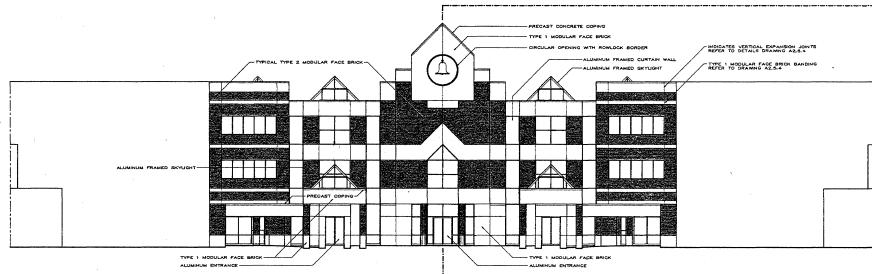 PRECAST CONCRETE COPING
TYPE 1 MODULAR FACE BRICK
CIRCULAR OPENING WITH ROWLOCK BORDER
INDICATES VERTICAL EXPANSION JOINTS
REFER TO DETAILS DRAWING A2.5.4
ALUMINUM FRAMED CURTAIN WALL
TYPICAL TYPE 2 MODULAR FACE BRICK
ALUMINUM FRAMED SKYLIGHT
TYPE 1 MODULAR FACE BRICK BANDING
REFER TO DRAWING A2.5.4
ALUMINUM FRAMED SKYLIGHT
PRECAST COPING
TYPE 1 MODULAR FACE BRICK
ALUMINUM ENTRANCE
TYPE 1 MODULAR FACE BRICK
ALUMINUM ENTRANCE